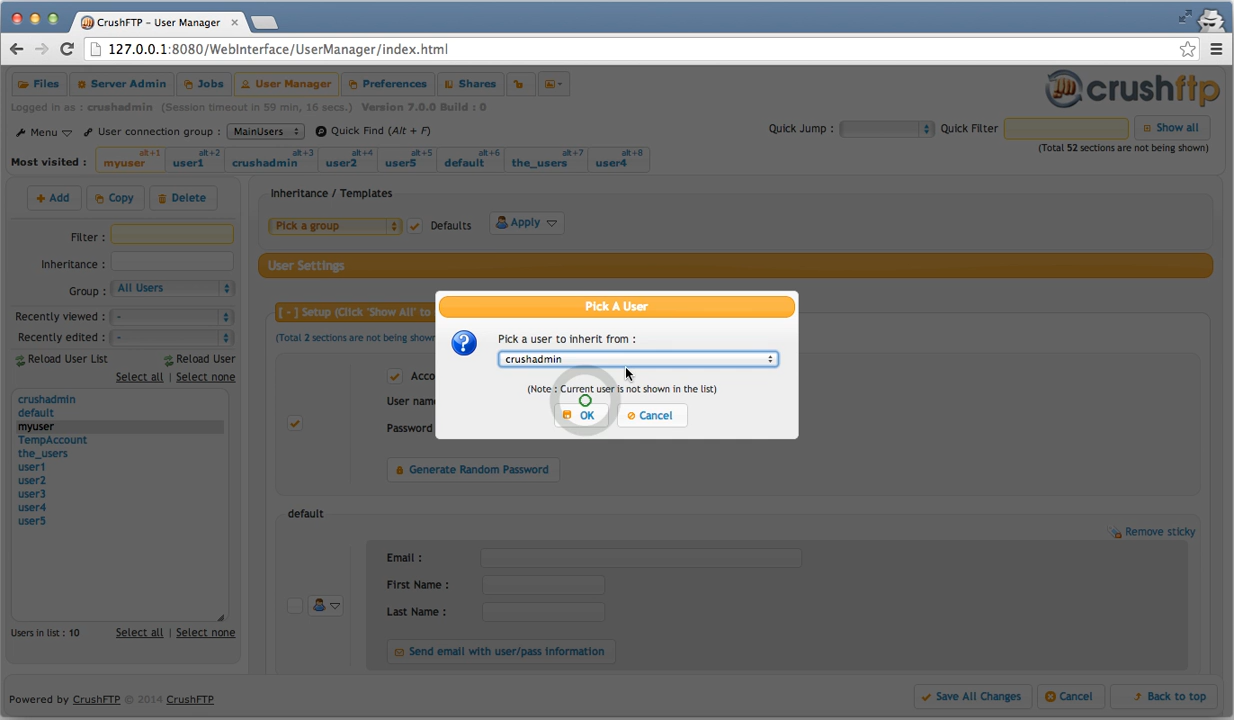 CrushFTP – User Manager
127.0.0.1:8080/WebInterface/UserManager/index.html
Files Server Admin Jobs User Manager Preferences Shares
crushftp
Logged in as : crushadmin (Session timeout in 59 min, 16 secs.) Version 7.0.0 Build : 0
Menu User connection group : MainUsers Quick Find (Alt + F) Quick Jump : Quick Filter Show all
(Total 52 sections are not being shown)
Most visited : myuser alt+1 user1 alt+2 crushadmin alt+3 user2 alt+4 user5 alt+5 default alt+6 the_users alt+7 user4 alt+8
Add Copy Delete
Filter :
Inheritance :
Group : All Users
Recently viewed : -
Recently edited : -
Reload User List Reload User
Select all | Select none
crushadmin
default
myuser
TempAccount
the_users
user1
user2
user3
user4
user5
Users in list : 10 Select all | Select none
Inheritance / Templates
Pick a group Defaults Apply
User Settings
[ - ] Setup (Click 'Show All' to
(Total 2 sections are not being shown
Acco
User name
Password
Generate Random Password
Pick A User
Pick a user to inherit from :
crushadmin
(Note : Current user is not shown in the list)
OK Cancel
default
Remove sticky
Email :
First Name :
Last Name :
Send email with user/pass information
Powered by CrushFTP © 2014 CrushFTP
Save All Changes Cancel Back to top